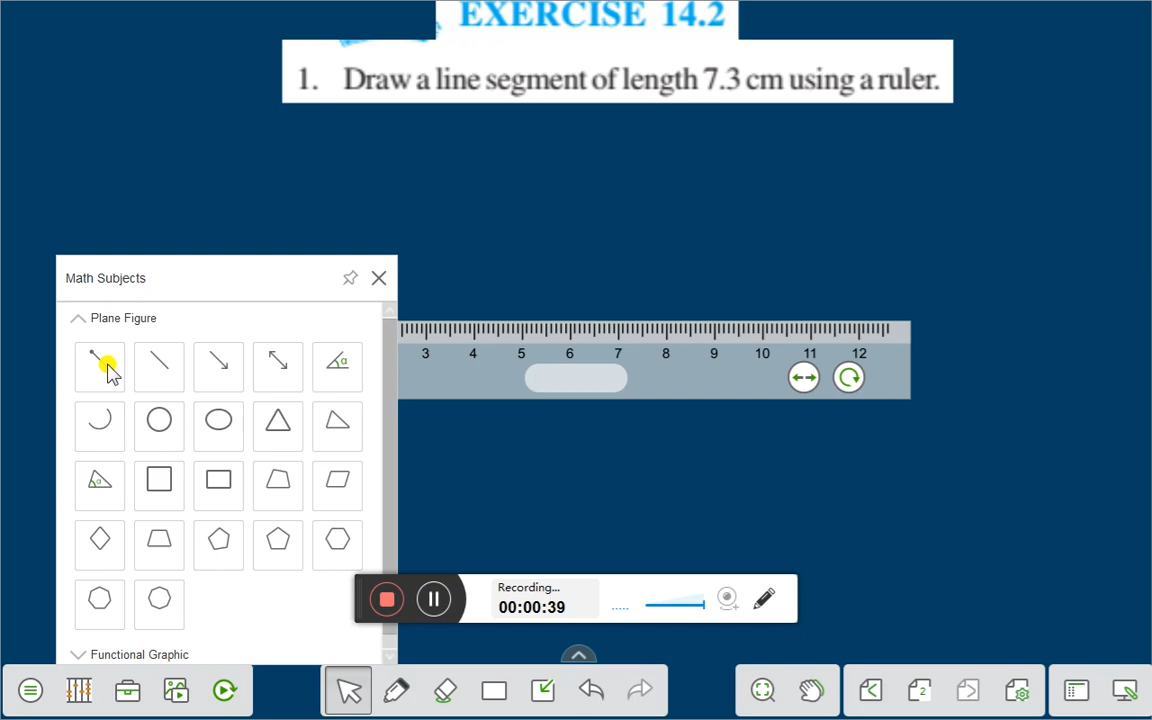 EXERCISE 14.2
1. Draw a line segment of length 7.3 cm using a ruler.
Math Subjects
Plane Figure
α
α
3 4 5 6 7 8 9 10 11 12
Recording...
00:00:39
Functional Graphic
2